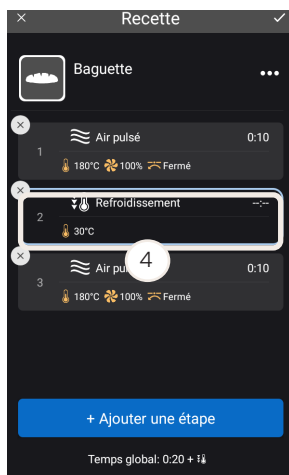 Recette
Baguette
1
Air pulsé 0:10
180°C 100% Fermé
2
Refroidissement --:--
30°C
3
Air pu 0:10
180°C 100% Fermé
4
+ Ajouter une étape
Temps global: 0:20 +